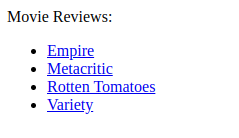 Movie Reviews:
Empire
Metacritic
Rotten Tomatoes
Variety